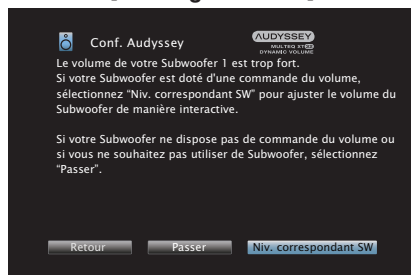 Conf. Audyssey
AUDYSSEY
MULTEQ XT32
DYNAMIC VOLUME
Le volume de votre Subwoofer 1 est trop fort.
Si votre Subwoofer est doté d'une commande du volume,
sélectionnez "Niv. correspondant SW" pour ajuster le volume du
Subwoofer de manière interactive.
Si votre Subwoofer ne dispose pas de commande du volume ou
si vous ne souhaitez pas utiliser de Subwoofer, sélectionnez
"Passer".
Retour Passer Niv. correspondant SW